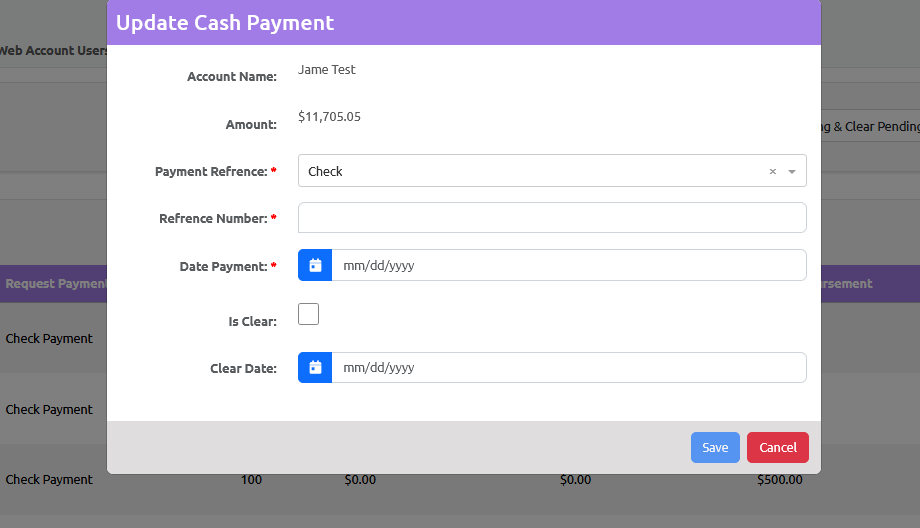 Update Cash Payment
Web Account Users
Account Name: Jame Test
Amount: $11,705.05
& Clear Pending
Payment Refrence: * Check × 
Refrence Number: *
Date Payment: * mm/dd/yyyy
Request Payment
Is Clear:
Check Payment
Clear Date: mm/dd/yyyy
Check Payment
Save Cancel
Check Payment 100 $0.00 $0.00 $500.00